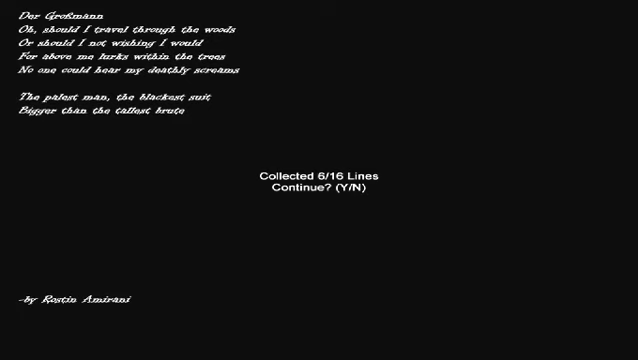 Der Großmann
Oh, should I travel through the woods
Or should I not wishing I would
For above me lurks within the trees
No one could hear my deathly screams
The palest man, the blackest suit
Bigger than the tallest brute
Collected 6/16 Lines
Continue? (Y/N)
-by Rostin Amirani